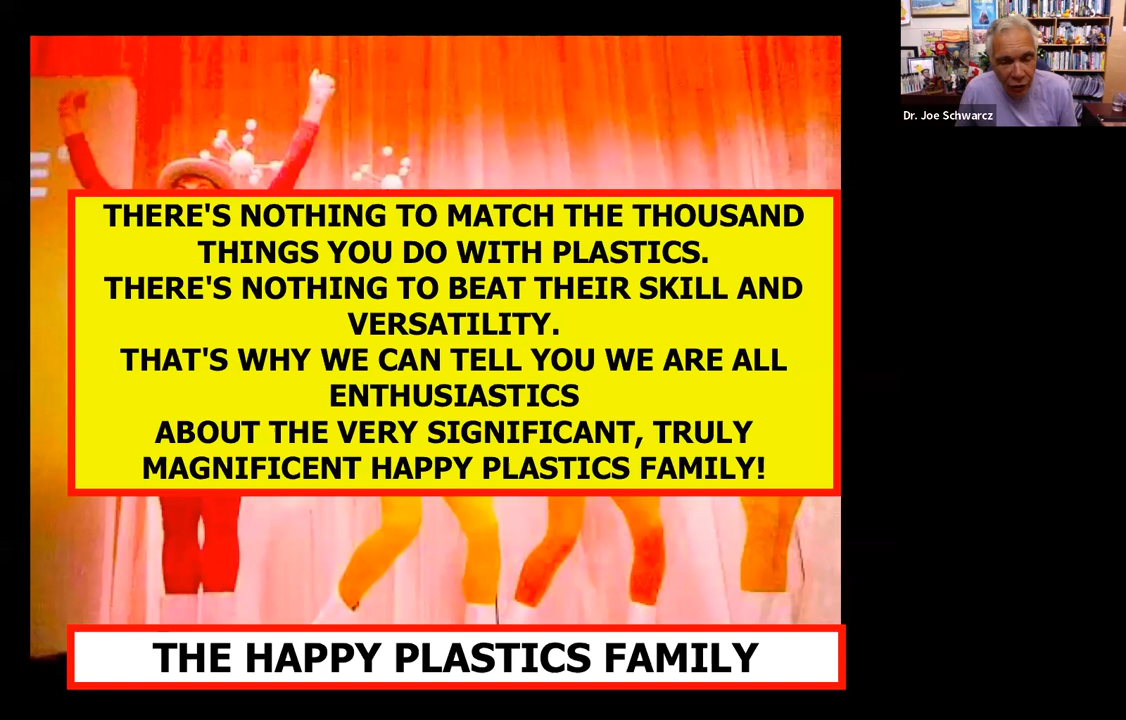 Dr. Joe Schwarcz
THERE'S NOTHING TO MATCH THE THOUSAND
THINGS YOU DO WITH PLASTICS.
THERE'S NOTHING TO BEAT THEIR SKILL AND
VERSATILITY.
THAT'S WHY WE CAN TELL YOU WE ARE ALL
ENTHUSIASTICS
ABOUT THE VERY SIGNIFICANT, TRULY
MAGNIFICENT HAPPY PLASTICS FAMILY!
THE HAPPY PLASTICS FAMILY